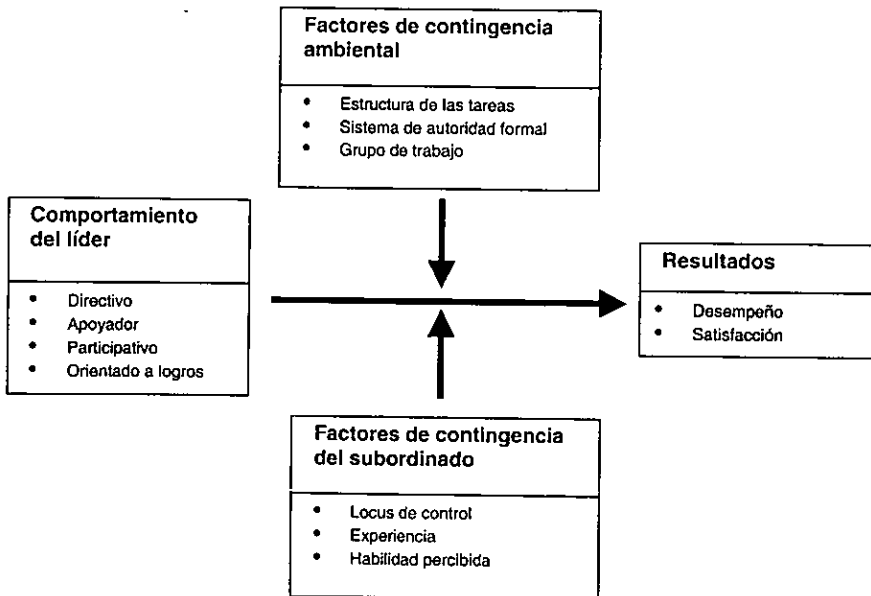 Factores de contingencia
ambiental
• Estructura de las tareas
• Sistema de autoridad formal
• Grupo de trabajo
Comportamiento
del líder
• Directivo
• Apoyador
• Participativo
• Orientado a logros
Resultados
• Desempeño
• Satisfacción
Factores de contingencia
del subordinado
• Locus de control
• Experiencia
• Habilidad percibida